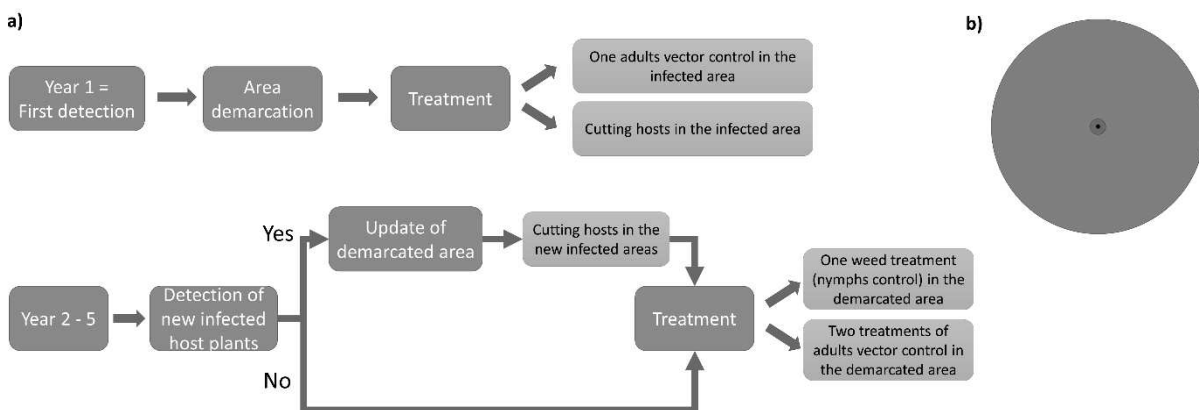 a)
b)
Year 1 =
First detection
Area
demarcation
Treatment
One adults vector control in the
infected area
Cutting hosts in the infected area
Yes
Update of
demarcated area
Cutting hosts in the
new infected areas
Year 2 - 5
Detection of
new infected
host plants
No
Treatment
One weed treatment
(nymphs control) in the
demarcated area
Two treatments of
adults vector control in
the demarcated area